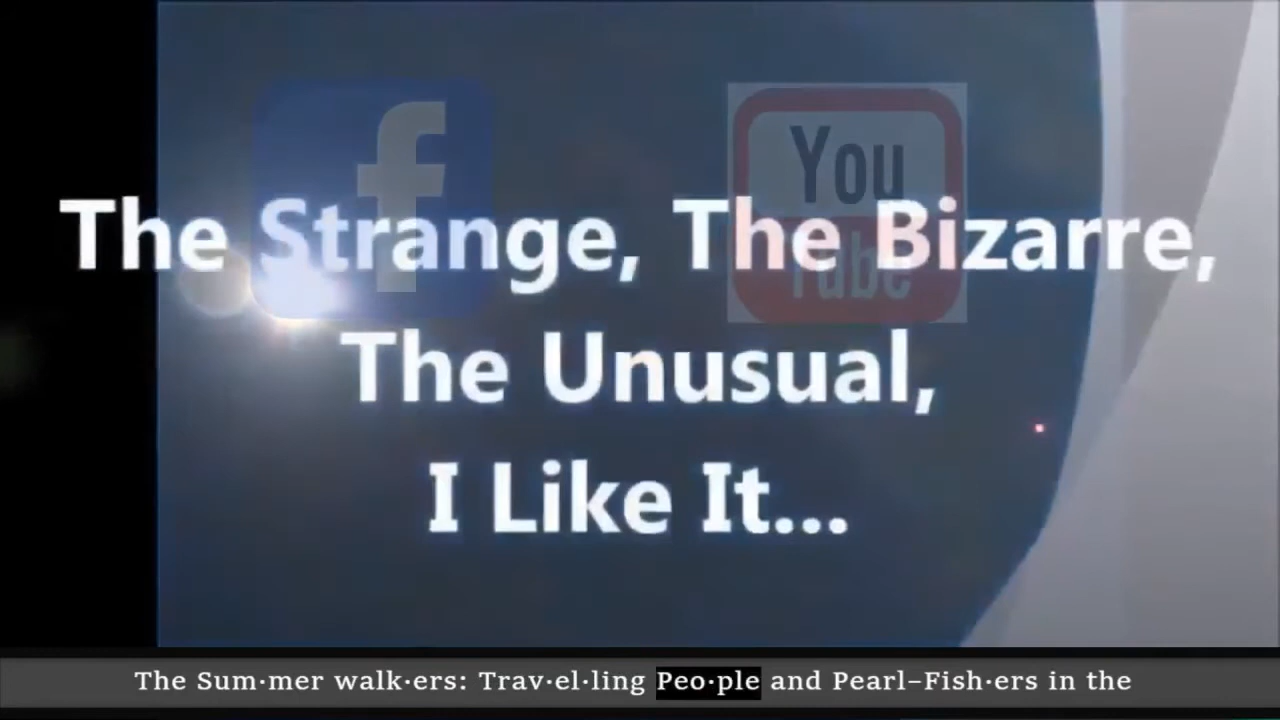 f
You
Tube
The Strange, The Bizarre,
The Unusual,
I Like It...
The Sum·mer walk·ers: Trav·el·ling Peo·ple and Pearl-Fish·ers in the